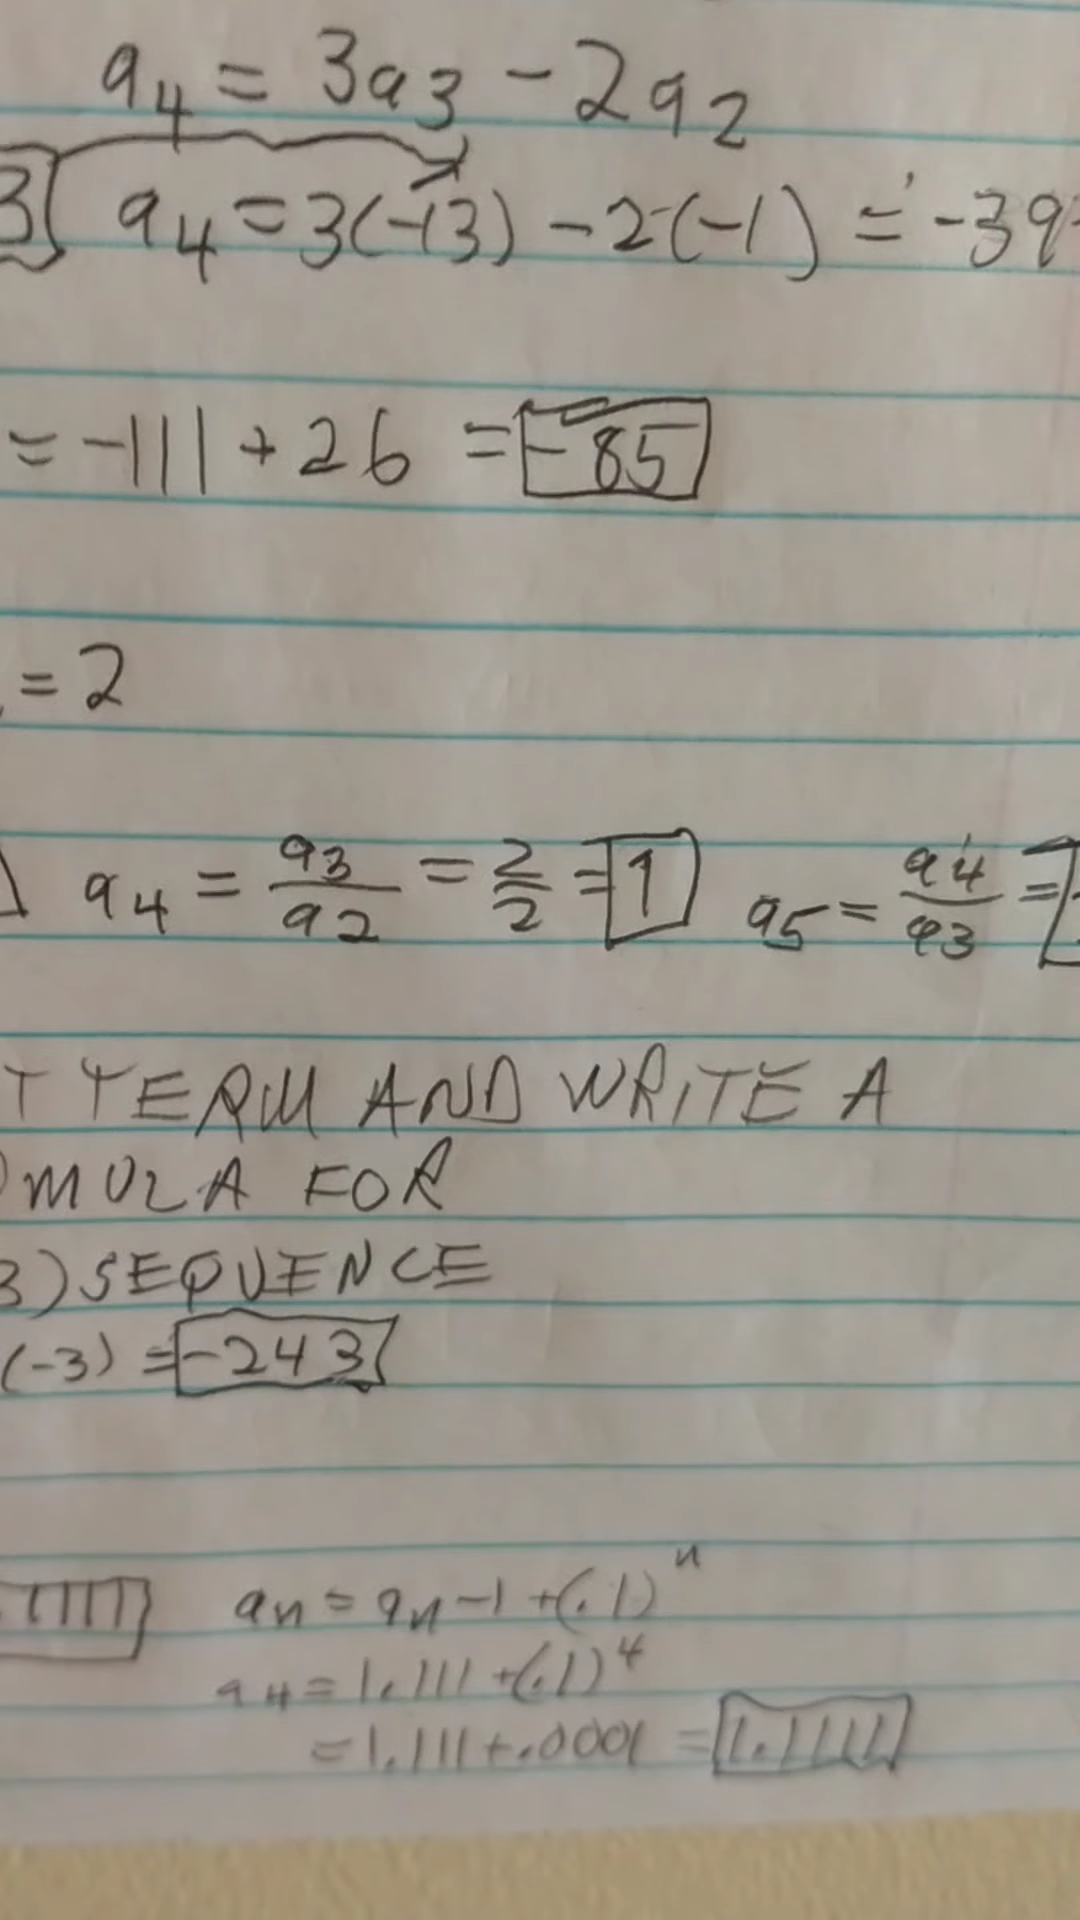 a4 = 3a3 - 2a2
3 a4 = 3(-13) - 2(-1) = -39
= -111 + 26 = -85
= 2
a4 = a3/a2 = 2/2 = 1 a5 = a4/a3 =
T TERM AND WRITE A
MULA FOR
3) SEQUENCE
(-3) = -243
.1111 an = an-1 + (.1)^n
a4 = 1.111 + (.1)^4
= 1.111 + .0001 = 1.1111